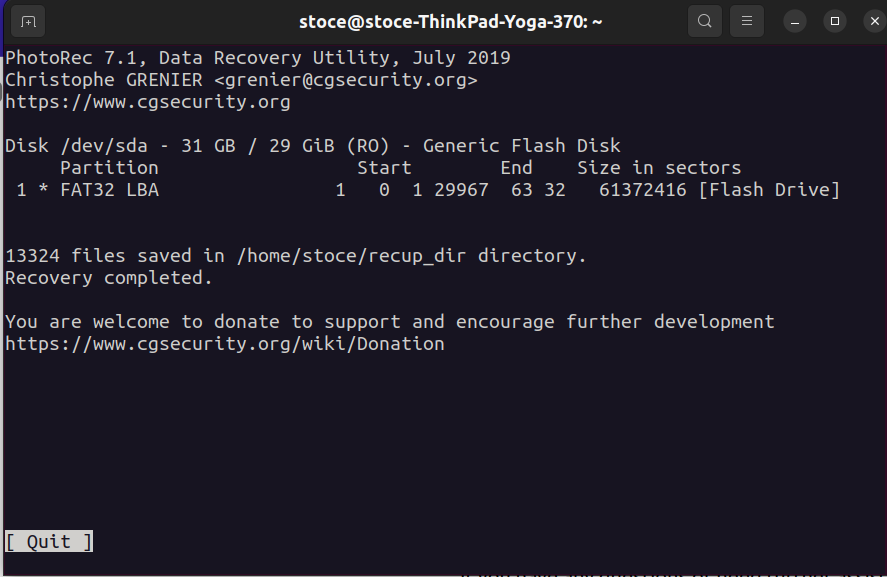 stoce@stoce-ThinkPad-Yoga-370: ~
PhotoRec 7.1, Data Recovery Utility, July 2019
Christophe GRENIER <grenier@cgsecurity.org>
https://www.cgsecurity.org
Disk /dev/sda - 31 GB / 29 GiB (RO) - Generic Flash Disk
Partition Start End Size in sectors
1 * FAT32 LBA 1 0 1 29967 63 32 61372416 [Flash Drive]
13324 files saved in /home/stoce/recup_dir directory.
Recovery completed.
You are welcome to donate to support and encourage further development
https://www.cgsecurity.org/wiki/Donation
[ Quit ]